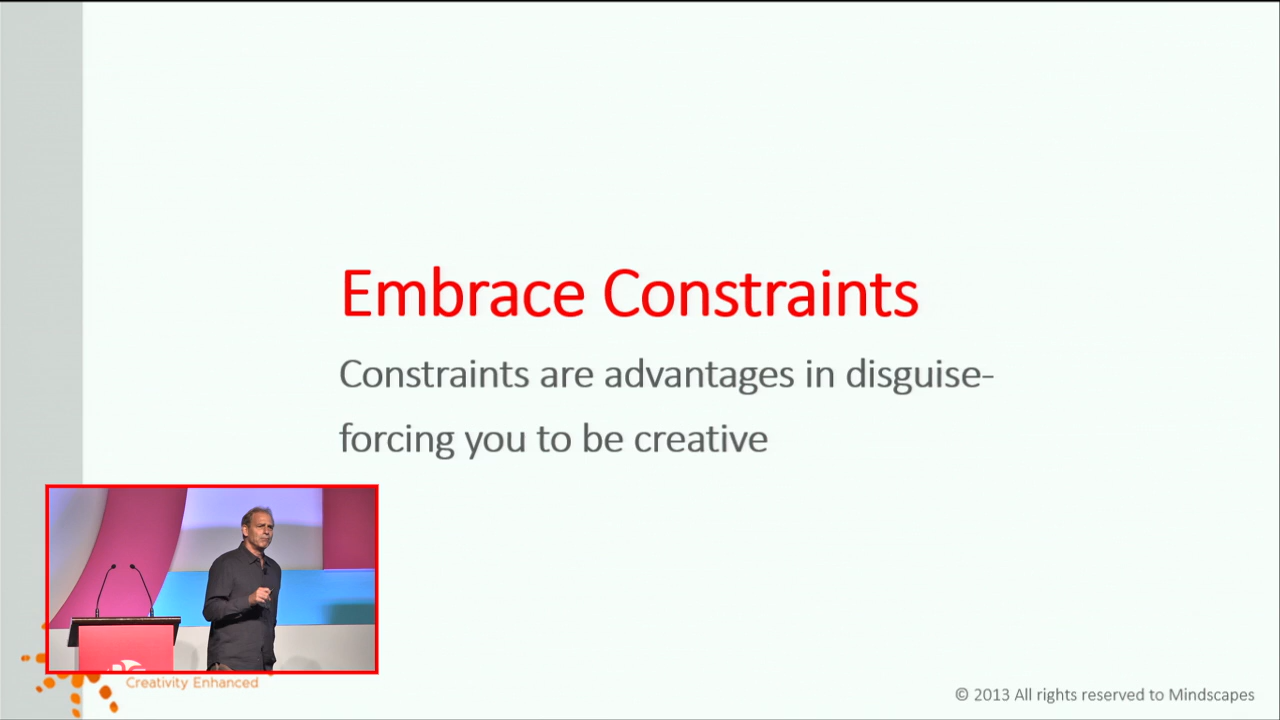 Embrace Constraints
Constraints are advantages in disguise-
forcing you to be creative
Creativity Enhanced
© 2013 All rights reserved to Mindscapes